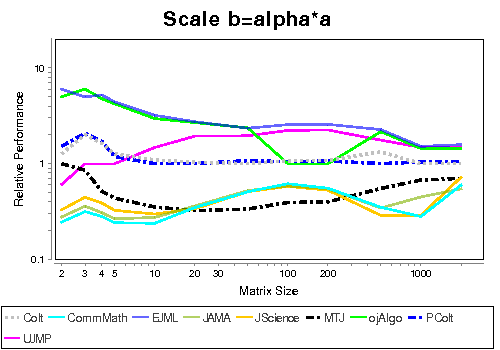 Scale b=alpha*a
Relative Performance
10
1
0.1
2 3 4 5 10 20 30 100 200 1000
Matrix Size
Colt CommMath EJML JAMA JScience MTJ ojAlgo PColt
UJMP